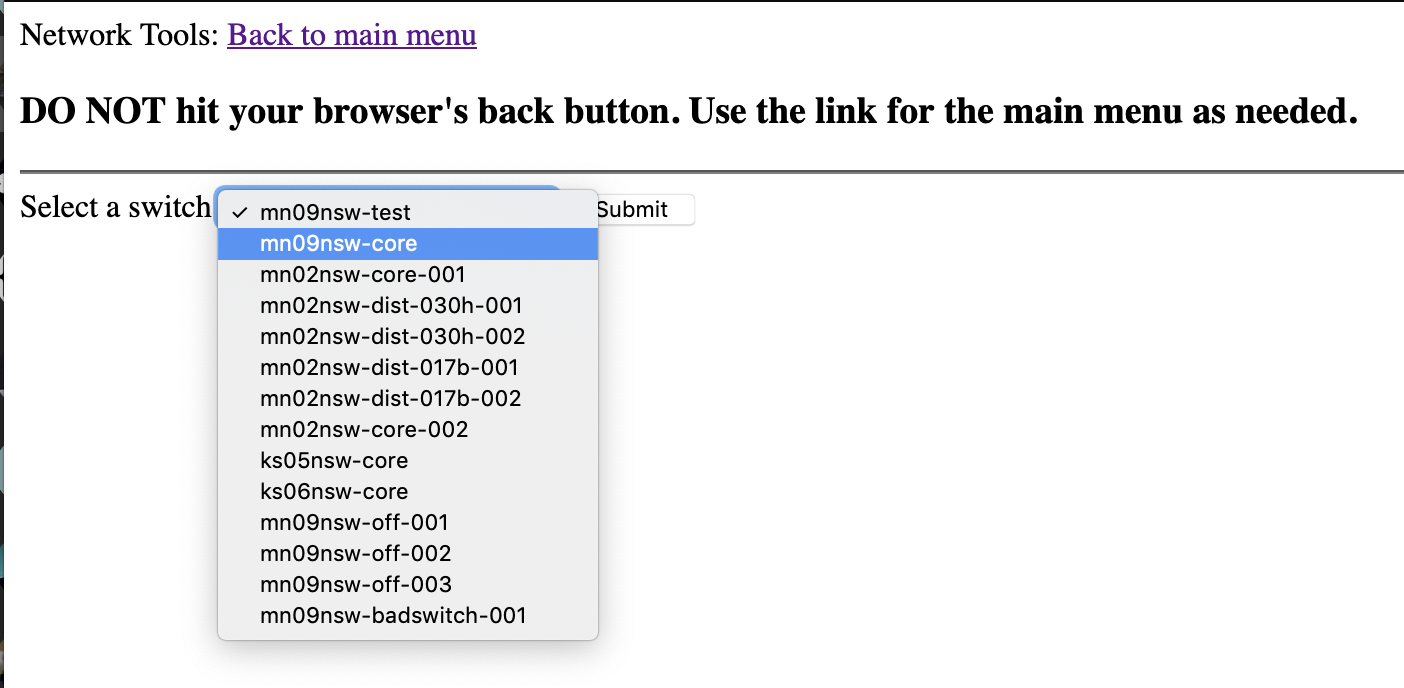 Network Tools: Back to main menu
DO NOT hit your browser's back button. Use the link for the main menu as needed.
Select a switch
✓ mn09nsw-test
Submit
mn09nsw-core
mn02nsw-core-001
mn02nsw-dist-030h-001
mn02nsw-dist-030h-002
mn02nsw-dist-017b-001
mn02nsw-dist-017b-002
mn02nsw-core-002
ks05nsw-core
ks06nsw-core
mn09nsw-off-001
mn09nsw-off-002
mn09nsw-off-003
mn09nsw-badswitch-001